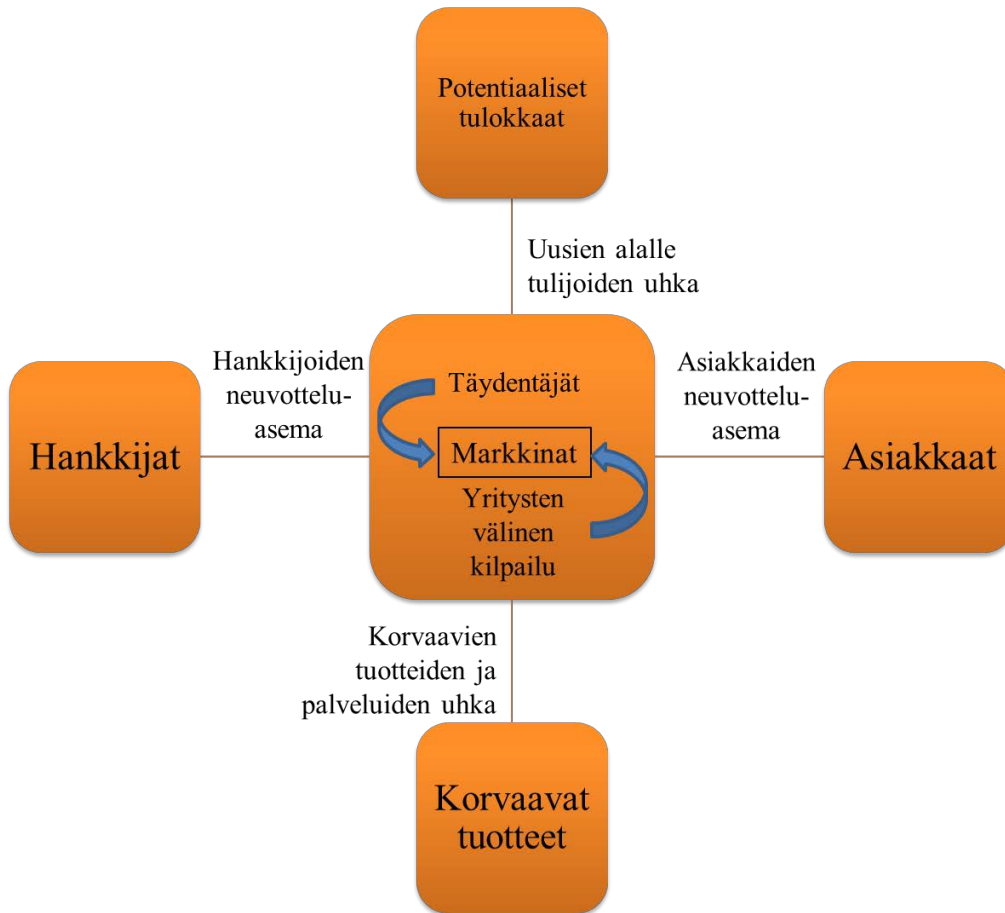 Potentiaaliset
tulokkaat
Uusien alalle
tulijoiden uhka
Hankkijoiden
neuvottelu-
asema
Hankkijat
Täydentäjät
Markkinat
Yritysten
välinen
kilpailu
Asiakkaiden
neuvottelu-
asema
Asiakkaat
Korvaavien
tuotteiden ja
palveluiden uhka
Korvaavat
tuotteet